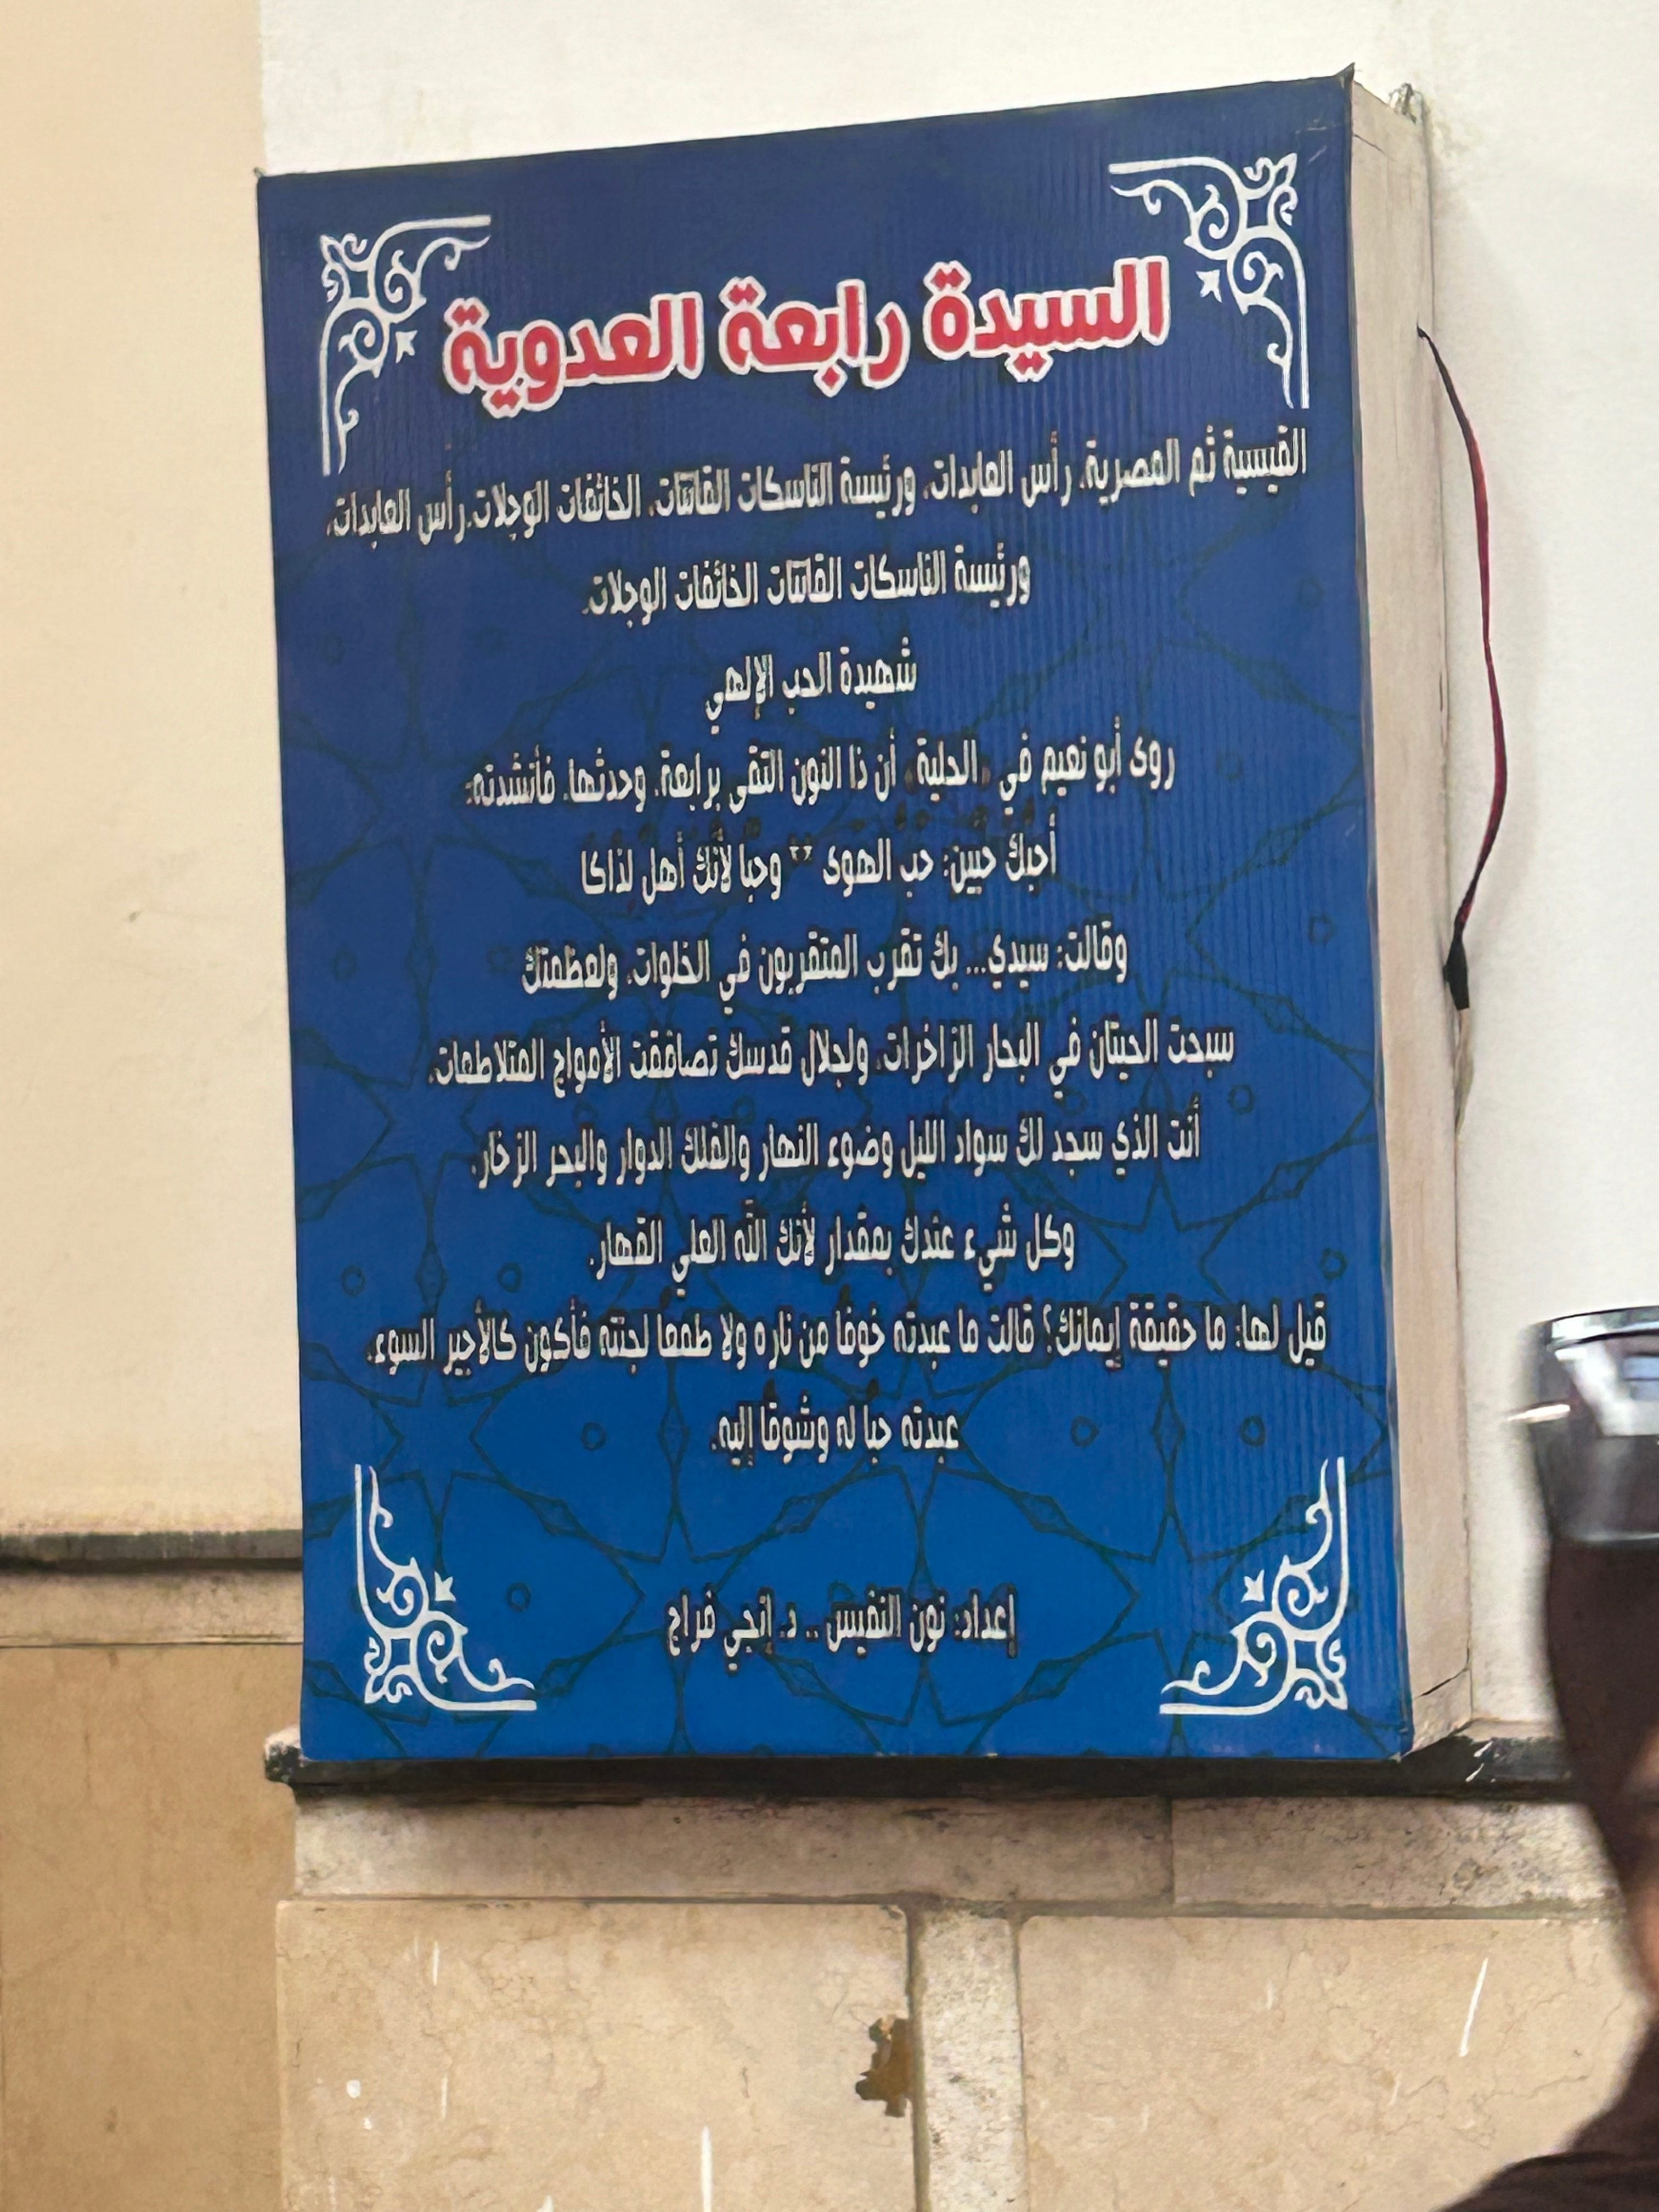 السيدة رابعة العدوية
القيسية ثم المصرية، رأس العابدات، ورئيسة الناسكات القانتات، الخائفات الوجلات.رأس العابدات،
ورئيسة الناسكات القانتات الخائفات الوجلات.
شهيدة الحب الإلهي
روى أبو نعيم في «الحلية» أن ذا النون التقى برابعة، وحدثها، فأنشدته:
أحبكَ حبين: حب الهوى ** وحبًا لأنكَ أهل لذاكا
وقالت: سيدي... بك تقرب المتقربون في الخلوات، ولعظمتك
سبحت الحيتان في البحار الزاخرات، ولجلال قدسك تصافقت الأمواج المتلاطمات،
أنت الذي سجد لك سواد الليل وضوء النهار والفلك الدوار والبحر الزخار،
وكل شيء عندك بمقدار لأنك الله العلي القهار.
قيل لها: ما حقيقة إيمانك؟ قالت ما عبدته خوفًا من ناره ولا طمعًا لجنته فأكون كالأجير السوء،
عبدته حبًا له وشوقًا إليه.
إعداد: نون النفيس .. د. إنجي فراج